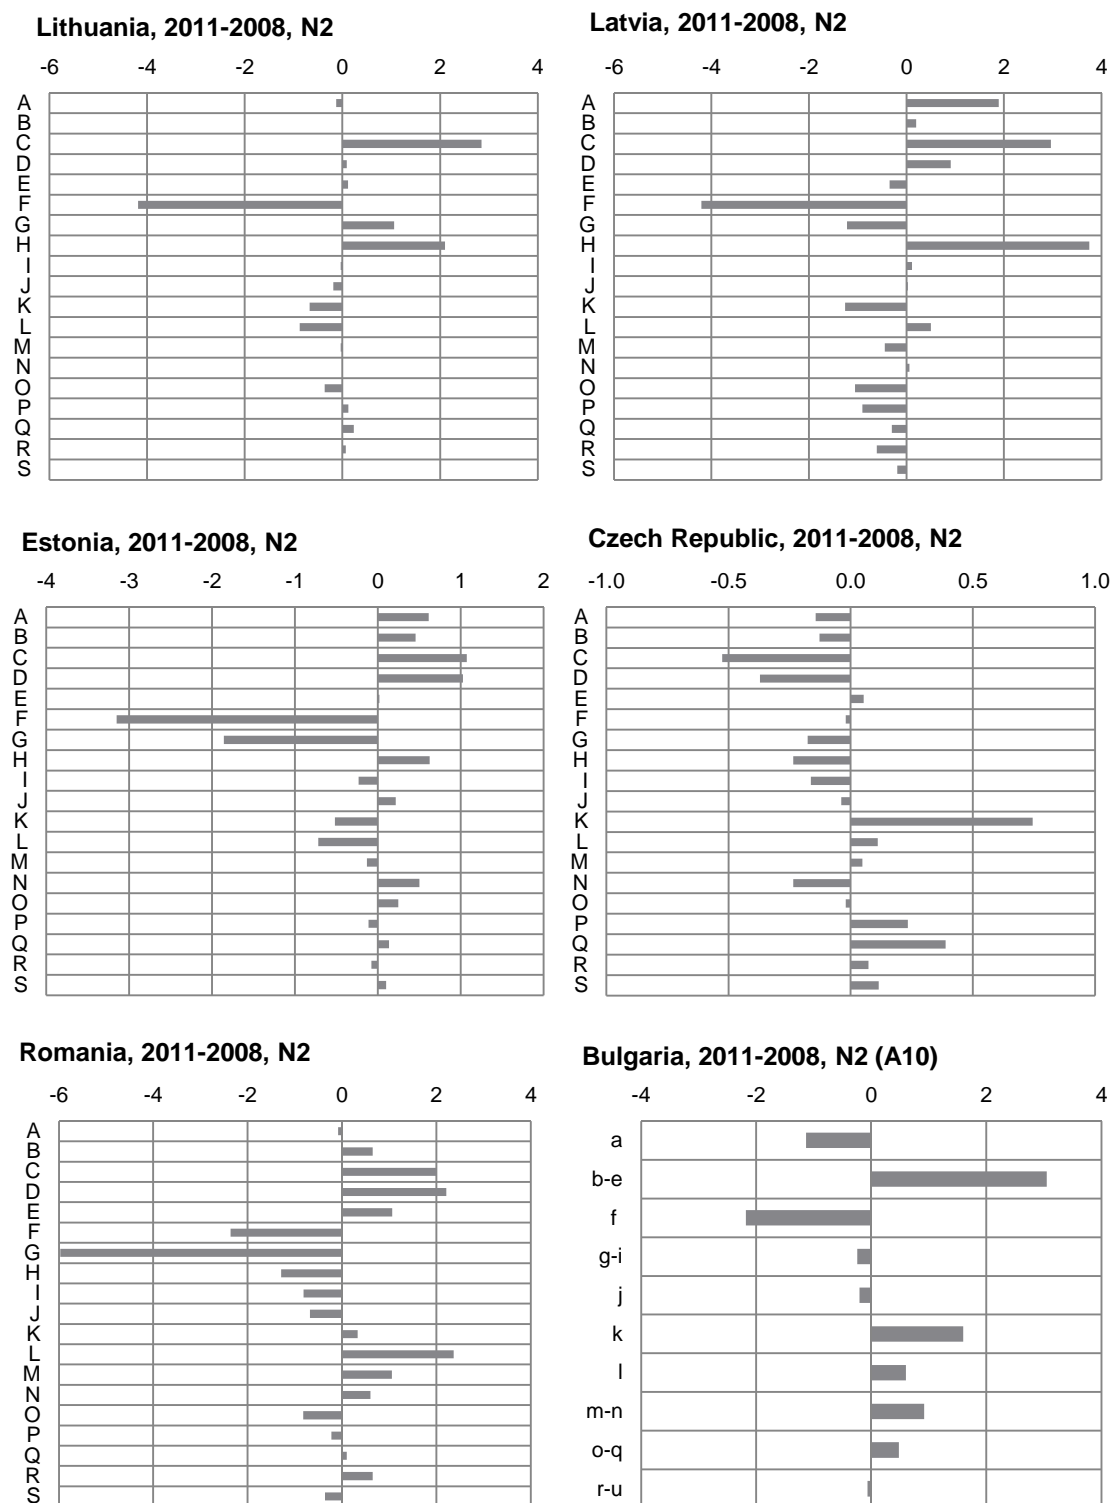 Lithuania, 2011-2008, N2
-6 -4 -2 0 2 4
A
B
C
D
E
F
G
H
I
J
K
L
M
N
O
P
Q
R
S
Latvia, 2011-2008, N2
-6 -4 -2 0 2 4
A
B
C
D
E
F
G
H
I
J
K
L
M
N
O
P
Q
R
S
Estonia, 2011-2008, N2
-4 -3 -2 -1 0 1 2
A
B
C
D
E
F
G
H
I
J
K
L
M
N
O
P
Q
R
S
Czech Republic, 2011-2008, N2
-1.0 -0.5 0.0 0.5 1.0
A
B
C
D
E
F
G
H
I
J
K
L
M
N
O
P
Q
R
S
Romania, 2011-2008, N2
-6 -4 -2 0 2 4
A
B
C
D
E
F
G
H
I
J
K
L
M
N
O
P
Q
R
S
Bulgaria, 2011-2008, N2 (A10)
-4 -2 0 2 4
a
b-e
f
g-i
j
k
l
m-n
o-q
r-u